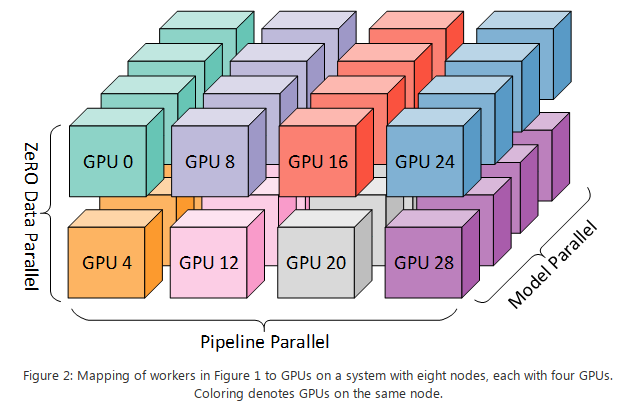 GPU 0
GPU 8
GPU 16
GPU 24
GPU 4
GPU 12
GPU 20
GPU 28
ZeRO Data Parallel
Model Parallel
Pipeline Parallel
Figure 2: Mapping of workers in Figure 1 to GPUs on a system with eight nodes, each with four GPUs.
Coloring denotes GPUs on the same node.